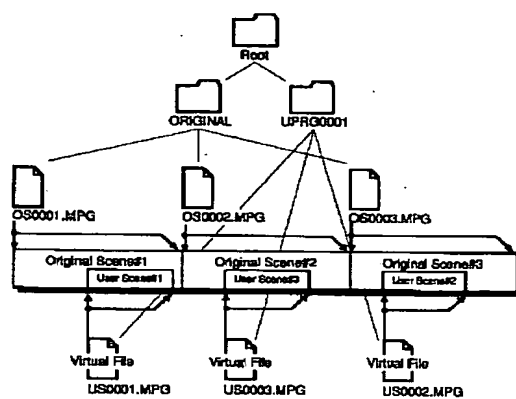 Root
ORIGINAL
UPRG0001
OS0001.MPG
OS0002.MPG
OS0003.MPG
Original Scene#1
Original Scene#2
Original Scene#3
User Scene#1
User Scene#3
User Scene#2
Virtual File
Virtual File
Virtual File
US0001.MPG
US0003.MPG
US0002.MPG